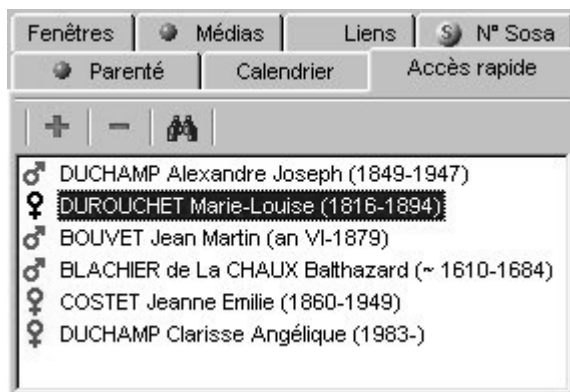 Fenêtres Médias Liens S N° Sosa
Parenté Calendrier Accès rapide
DUCHAMP Alexandre Joseph (1849-1947)
DUROUCHET Marie-Louise (1816-1894)
BOUVET Jean Martin (an VI-1879)
BLACHIER de La CHAUX Balthazard (~ 1610-1684)
COSTET Jeanne Emilie (1860-1949)
DUCHAMP Clarisse Angélique (1983-)